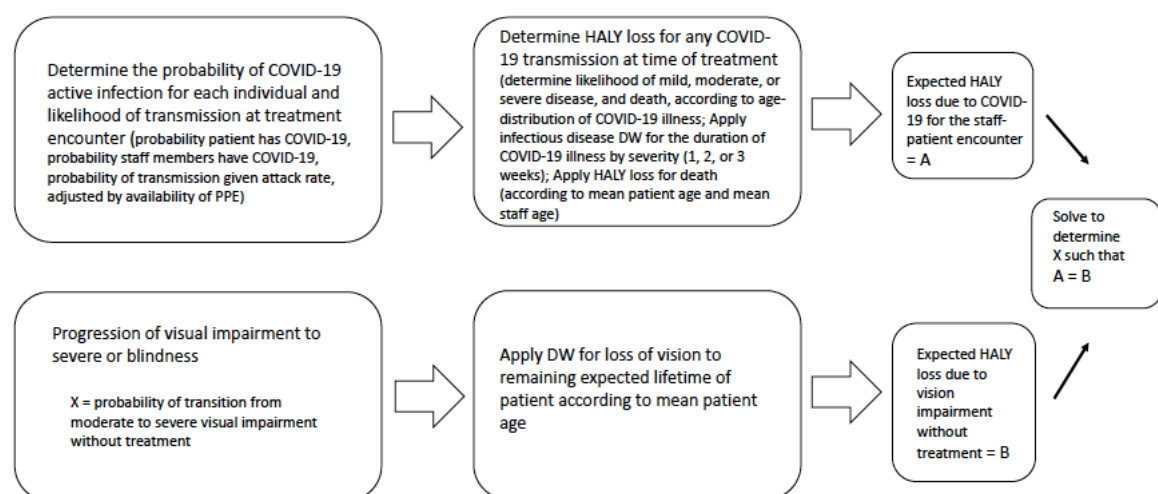 Determine the probability of COVID-19
active infection for each individual and
likelihood of transmission at treatment
encounter (probability patient has COVID-19,
probability staff members have COVID-19,
probability of transmission given attack rate,
adjusted by availability of PPE)
Determine HALY loss for any COVID-
19 transmission at time of treatment
(determine likelihood of mild, moderate, or
severe disease, and death, according to age-
distribution of COVID-19 illness; Apply
infectious disease DW for the duration of
COVID-19 illness by severity (1, 2, or 3
weeks); Apply HALY loss for death
(according to mean patient age and mean
staff age)
Expected HALY
loss due to COVID-
19 for the staff-
patient encounter
= A
Solve to
determine
X such that
A = B
Progression of visual impairment to
severe or blindness
X = probability of transition from
moderate to severe visual impairment
without treatment
Apply DW for loss of vision to
remaining expected lifetime of
patient according to mean patient
age
Expected HALY
loss due to
vision
impairment
without
treatment = B